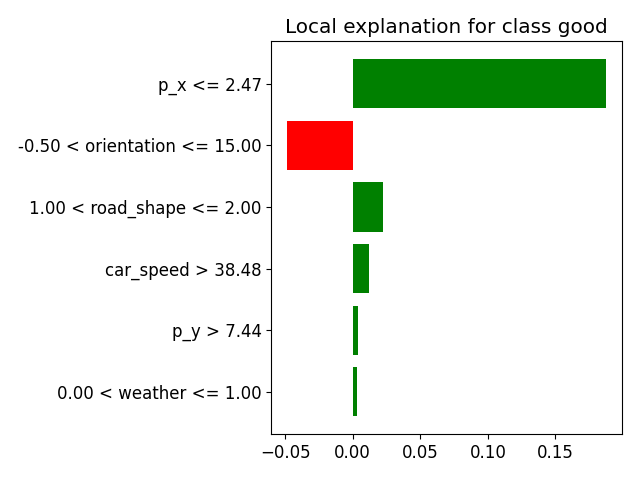 Local explanation for class good
p_x <= 2.47
-0.50 < orientation <= 15.00
1.00 < road_shape <= 2.00
car_speed > 38.48
p_y > 7.44
0.00 < weather <= 1.00
−0.05 0.00 0.05 0.10 0.15